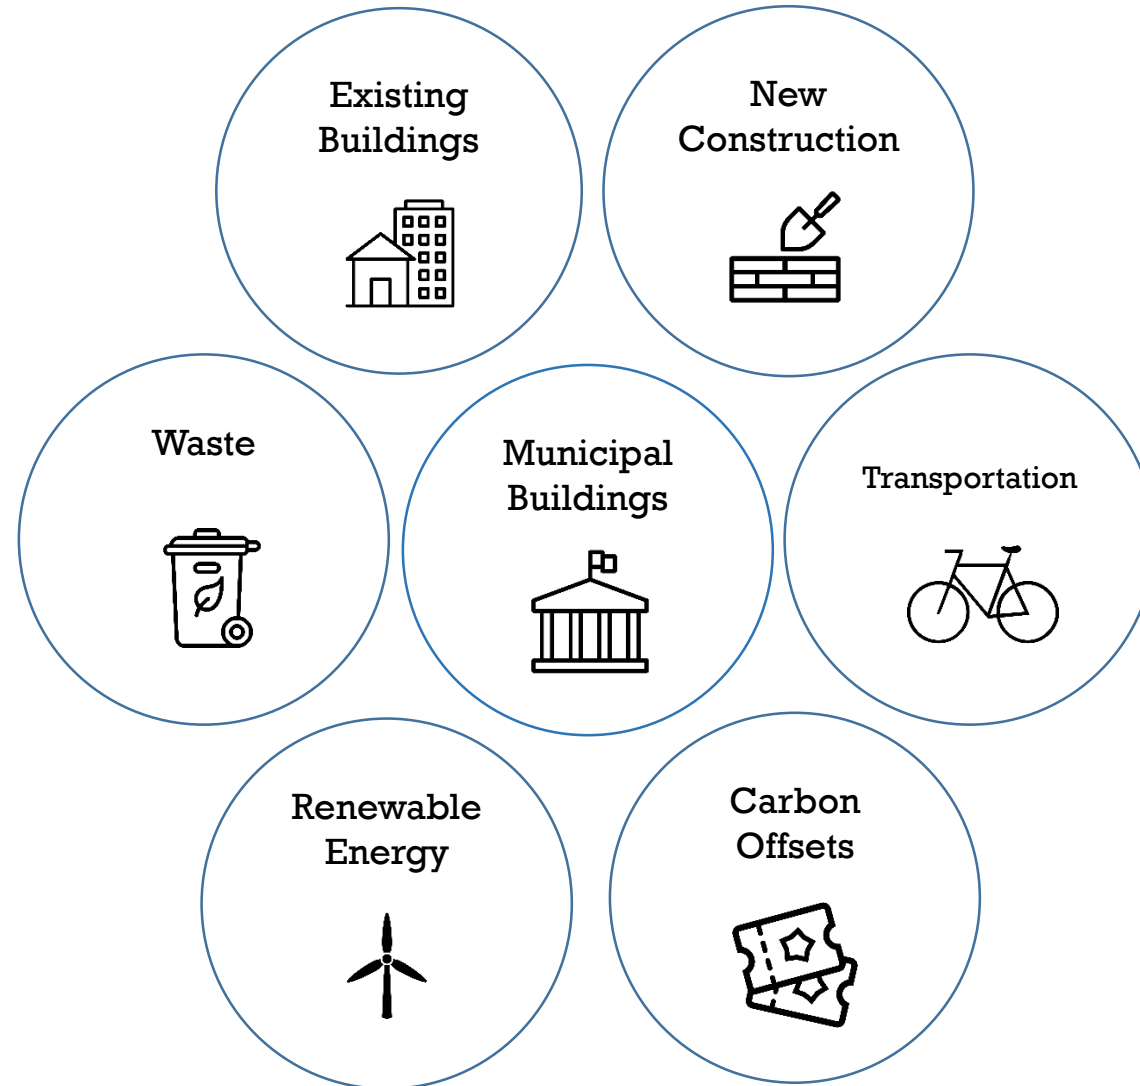 Existing
Buildings
New
Construction
Waste
Municipal
Buildings
Transportation
Renewable
Energy
Carbon
Offsets